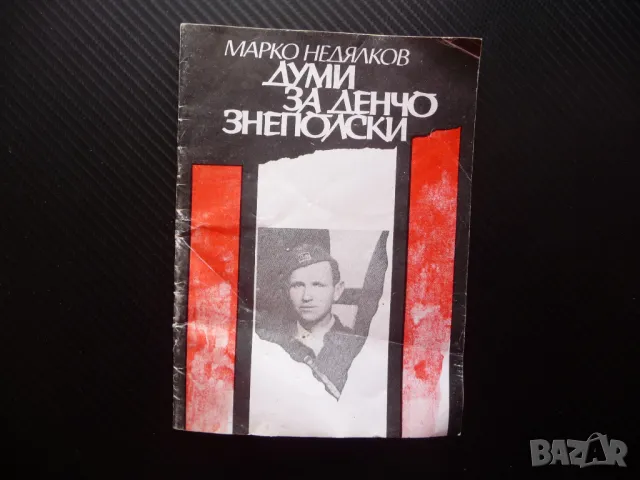 МАРКО НЕДЯЛКОВ
ДУМИ
ЗА ДЕНЧО
ЗНЕПОЛСКИ
BAZAR